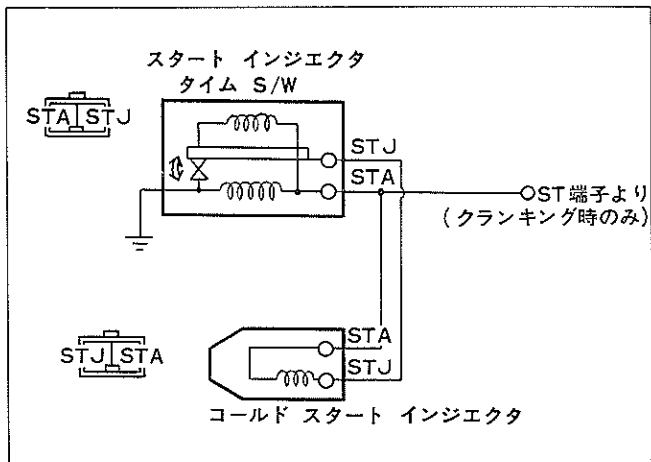 スタート インジェクタ
タイム S/W
STA STJ
STJ
STA
ST端子より
(クランキング時のみ)
STJ STA
STA
STJ
コールド スタート インジェクタ